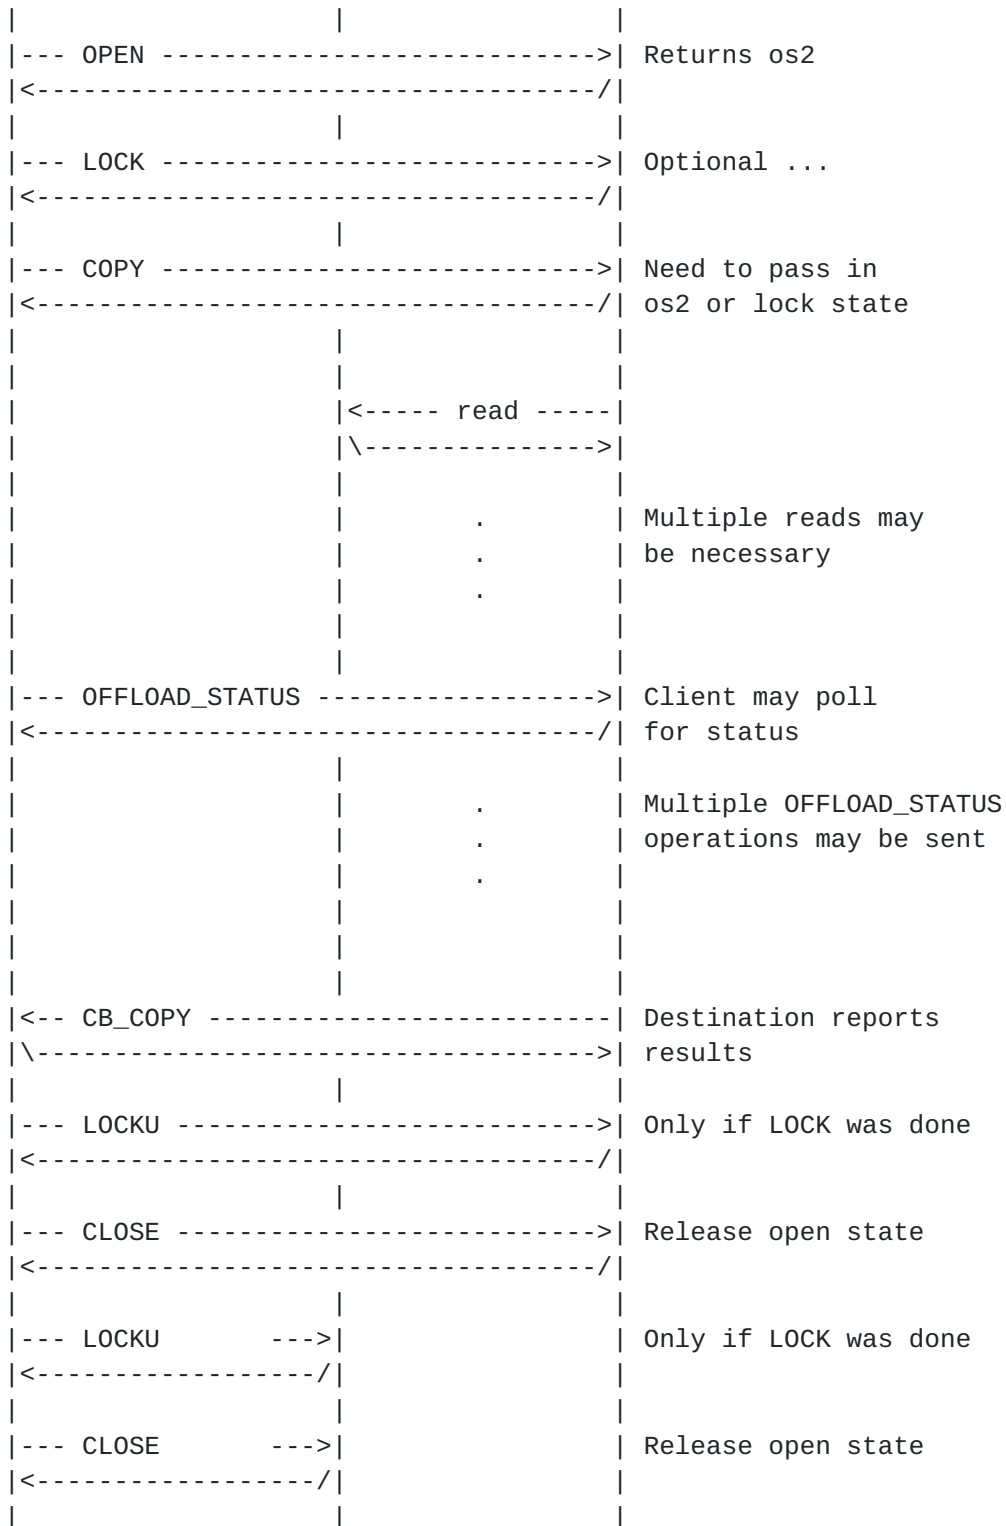 |                    |                 |
|--- OPEN ---------------------------->| Returns os2
|<------------------------------------/|
|                    |                 |
|--- LOCK ---------------------------->| Optional ...
|<------------------------------------/|
|                    |                 |
|--- COPY ---------------------------->| Need to pass in
|<------------------------------------/| os2 or lock state
|                    |                 |
|                    |                 |
|                    |<----- read -----|
|                    |\--------------->|
|                    |                 |
|                    |        .        | Multiple reads may
|                    |        .        | be necessary
|                    |        .        |
|                    |                 |
|                    |                 |
|--- OFFLOAD_STATUS ------------------>| Client may poll
|<------------------------------------/| for status
|                    |                 |
|                    |        .        | Multiple OFFLOAD_STATUS
|                    |        .        | operations may be sent
|                    |        .        |
|                    |                 |
|                    |                 |
|                    |                 |
|<-- CB_COPY --------------------------| Destination reports
|\------------------------------------>| results
|                    |                 |
|--- LOCKU --------------------------->| Only if LOCK was done
|<------------------------------------/|
|                    |                 |
|--- CLOSE --------------------------->| Release open state
|<------------------------------------/|
|                    |                 |
|--- LOCKU       --->|                 | Only if LOCK was done
|<------------------/|                 |
|                    |                 |
|--- CLOSE       --->|                 | Release open state
|<------------------/|                 |
|                    |                 |